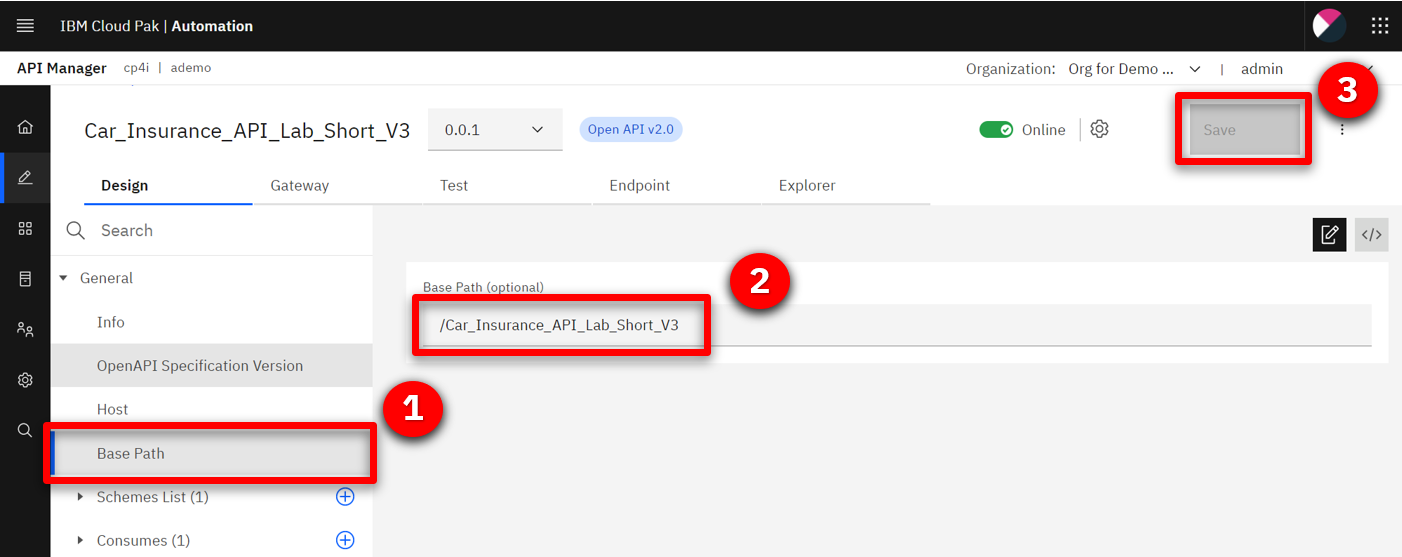 IBM Cloud Pak | Automation
API Manager cp4i | ademo Organization: Org for Demo ... | admin
3
Car_Insurance_API_Lab_Short_V3 0.0.1 Open API v2.0 Online Save
Design Gateway Test Endpoint Explorer
Search
</>
General
Base Path (optional)
2
Info
/Car_Insurance_API_Lab_Short_V3
OpenAPI Specification Version
Host
1
Base Path
Schemes List (1)
Consumes (1)